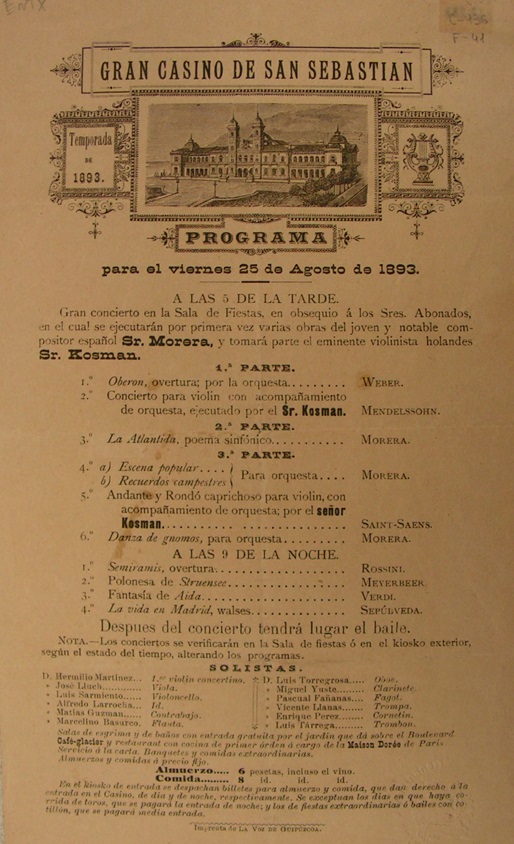 F-41
GRAN CASINO DE SAN SEBASTIAN
Temporada
DE
1893.
PROGRAMA
para el viernes 25 de Agosto de 1893.
A LAS 5 DE LA TARDE.
Gran concierto en la Sala de Fiestas, en obsequio á los Sres. Abonados,
en el cual se ejecutarán por primera vez varias obras del joven y notable com-
positor español Sr. Morera, y tomará parte el eminente violinista holandes
Sr. Kosman.
1.ª PARTE.
1.º Oberon, overtura; por la orquesta......... WEBER.
2.º Concierto para violin con acompañamiento
de orquesta, ejecutado por el Sr. Kosman. MENDELSSOHN.
2.ª PARTE.
3.º La Atlantida, poema sinfónico........... MORERA.
3.ª PARTE.
4.º a) Escena popular....
b) Recuerdos campestres } Para orquesta.... MORERA.
5.º Andante y Rondó caprichoso para violin, con
acompañamiento de orquesta; por el señor
Kosman............................ SAINT-SAENS.
6.º Danza de gnomos, para orquesta......... MORERA.
A LAS 9 DE LA NOCHE.
1.º Semiramis, overtura.................... ROSSINI.
2.º Polonesa de Struensee.................. MEYERBEER.
3.º Fantasía de Aida...................... VERDI.
4.º La vida en Madrid, walses.............. SEPÚLVEDA.
Despues del concierto tendrá lugar el baile.
NOTA.—Los conciertos se verificarán en la Sala de fiestas ó en el kiosko exterior,
según el estado del tiempo, alterando los programas.
SOLISTAS.
D. Hermilio Martinez... 1.er violin concertino. D. Luis Torregrosa... Oboe.
» José Lluch... Viola. » Miguel Yuste... Clarinete.
» Luis Sarmiento... Violoncello. » Pascual Fañanas... Fagot.
» Alfredo Larrocha... Id. » Vicente Llanas... Trompa.
» Matias Guzman... Contrabajo. » Enrique Perez... Cornetin.
» Marcelino Basurco. Flauta. » Luis l'Arrega... Trombon.
Salas de esgrima y de baños con entrada gratuita por el jardin que dá sobre el Boulevard
Café-glacier y restaurant con cocina de primer órden á cargo de la Maison Dorée de Paris
Servicio á la carta. Banquetes y comidas extraordinarias.
Almuerzos y comidas á precio fijo.
Almuerzo..... 6 pesetas, incluso el vino.
Comida....... 8 id. id. id.
En el kiosko de entrada se despachan billetes para almuerzo y comida, que dan derecho á la
entrada en el Casino, de día y de noche, respectivamente. Se exceptuan los dias en que haya co-
rrida de toros, que se pagará la entrada de noche; y los de fiestas extraordinarias ó bailes con co-
tillón, que se pagará media entrada.
Imprenta de LA VOZ DE GUIPÚZCOA.